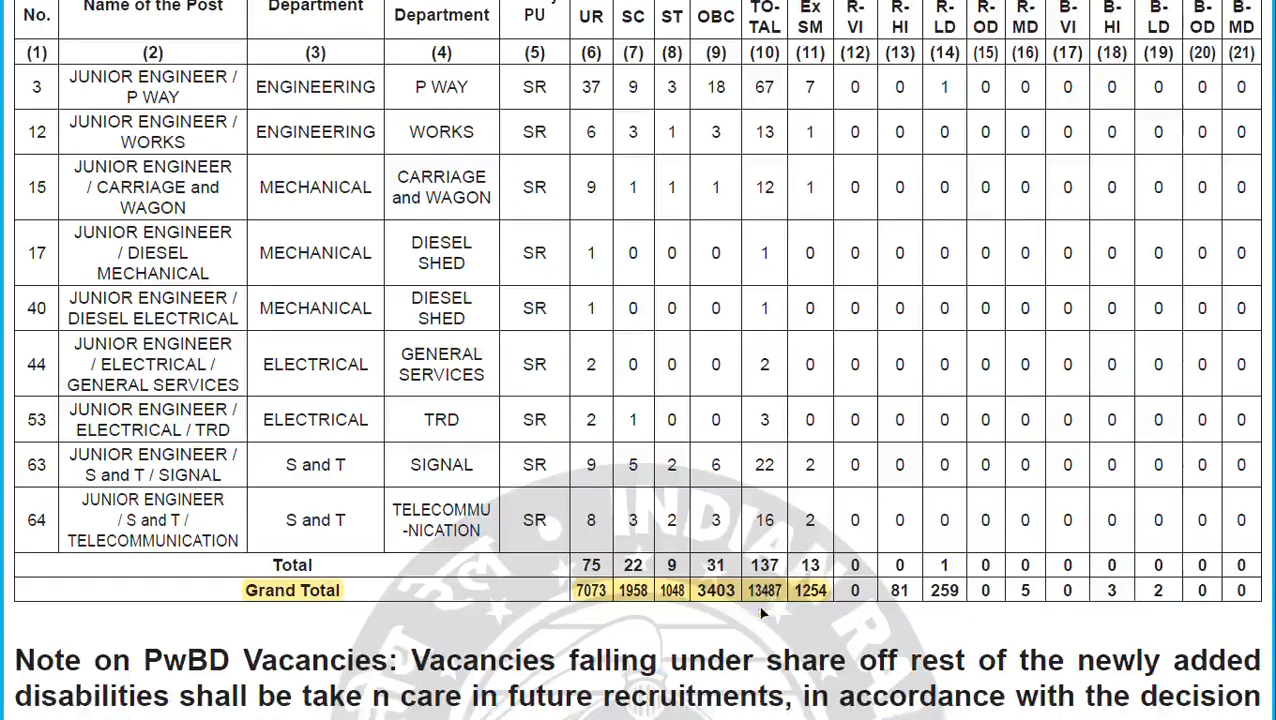 No. Name of the Post Department Department PU UR SC ST OBC TO-TAL Ex SM R-VI R-HI R-LD R-OD R-MD B-VI B-HI B-LD B-OD B-MD
(1) (2) (3) (4) (5) (6) (7) (8) (9) (10) (11) (12) (13) (14) (15) (16) (17) (18) (19) (20) (21)
3 JUNIOR ENGINEER / P WAY ENGINEERING P WAY SR 37 9 3 18 67 7 0 0 1 0 0 0 0 0 0 0
12 JUNIOR ENGINEER / WORKS ENGINEERING WORKS SR 6 3 1 3 13 1 0 0 0 0 0 0 0 0 0 0
15 JUNIOR ENGINEER / CARRIAGE and WAGON MECHANICAL CARRIAGE and WAGON SR 9 1 1 1 12 1 0 0 0 0 0 0 0 0 0 0
17 JUNIOR ENGINEER / DIESEL MECHANICAL MECHANICAL DIESEL SHED SR 1 0 0 0 1 0 0 0 0 0 0 0 0 0 0 0
40 JUNIOR ENGINEER / DIESEL ELECTRICAL MECHANICAL DIESEL SHED SR 1 0 0 0 1 0 0 0 0 0 0 0 0 0 0 0
44 JUNIOR ENGINEER / ELECTRICAL / GENERAL SERVICES ELECTRICAL GENERAL SERVICES SR 2 0 0 0 2 0 0 0 0 0 0 0 0 0 0 0
53 JUNIOR ENGINEER / ELECTRICAL / TRD ELECTRICAL TRD SR 2 1 0 0 3 0 0 0 0 0 0 0 0 0 0 0
63 JUNIOR ENGINEER / S and T / SIGNAL S and T SIGNAL SR 9 5 2 6 22 2 0 0 0 0 0 0 0 0 0 0
64 JUNIOR ENGINEER / S and T / TELECOMMUNICATION S and T TELECOMMU -NICATION SR 8 3 2 3 16 2 0 0 0 0 0 0 0 0 0 0
Total 75 22 9 31 137 13 0 0 1 0 0 0 0 0 0 0
Grand Total 7073 1958 1048 3403 13487 1254 0 81 259 0 5 0 3 2 0 0
Note on PwBD Vacancies: Vacancies falling under share off rest of the newly added
disabilities shall be take n care in future recruitments, in accordance with the decision
INDIAN